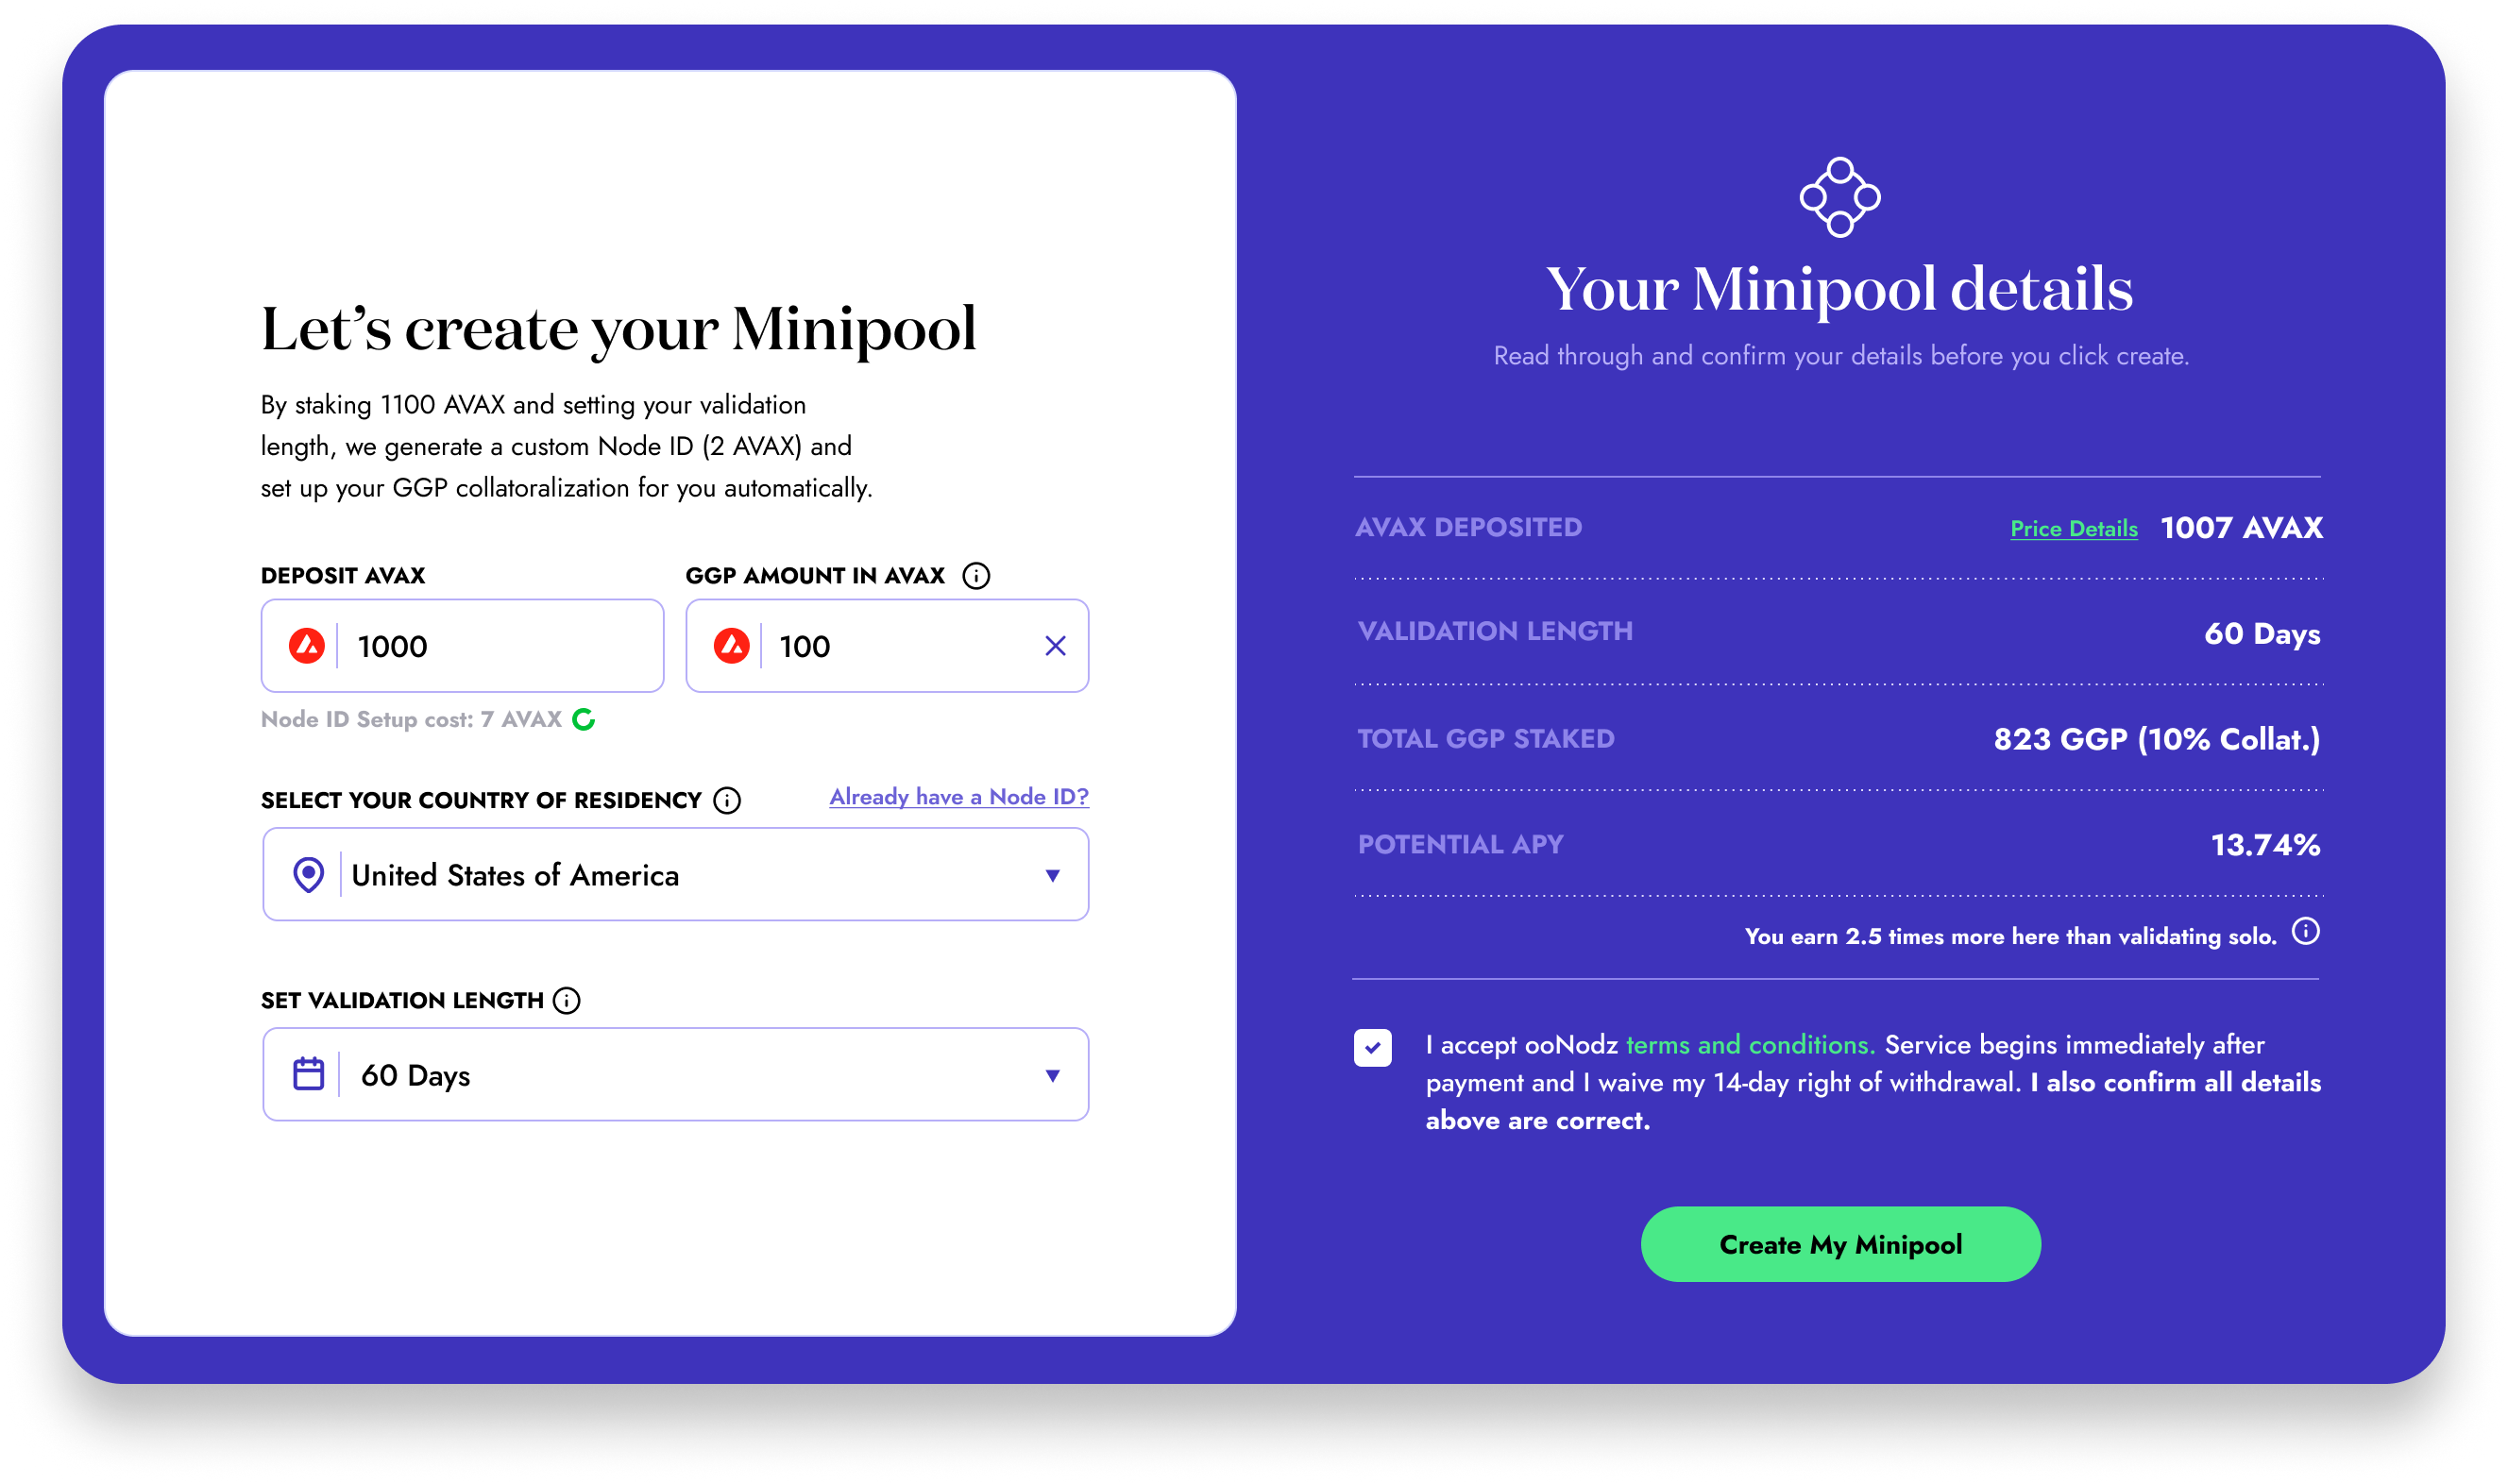 Let’s create your Minipool
By staking 1100 AVAX and setting your validation
length, we generate a custom Node ID (2 AVAX) and
set up your GGP collatoralization for you automatically.
DEPOSIT AVAX
GGP AMOUNT IN AVAX
1000
100
Node ID Setup cost: 7 AVAX
SELECT YOUR COUNTRY OF RESIDENCY
Already have a Node ID?
United States of America
SET VALIDATION LENGTH
60 Days
Your Minipool details
Read through and confirm your details before you click create.
AVAX DEPOSITED
Price Details
1007 AVAX
VALIDATION LENGTH
60 Days
TOTAL GGP STAKED
823 GGP (10% Collat.)
POTENTIAL APY
13.74%
You earn 2.5 times more here than validating solo.
I accept ooNodz terms and conditions. Service begins immediately after
payment and I waive my 14-day right of withdrawal. I also confirm all details
above are correct.
Create My Minipool